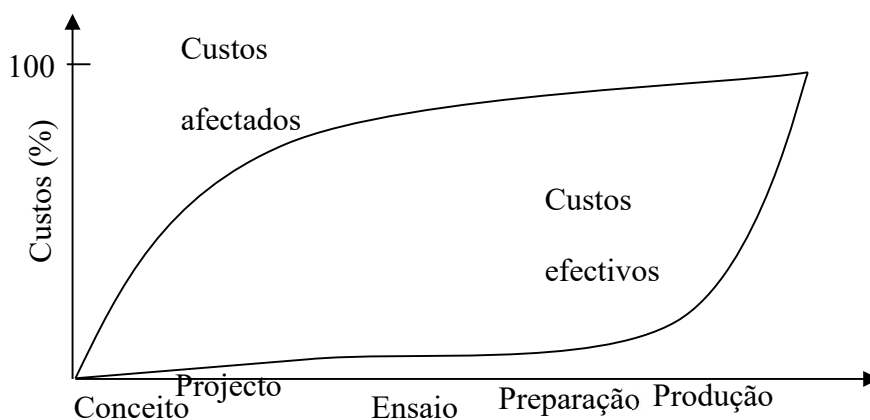 Custos
afectados
100
Custos (%)
Custos
efectivos
Conceito
Projecto
Ensaio
Preparação
Produção